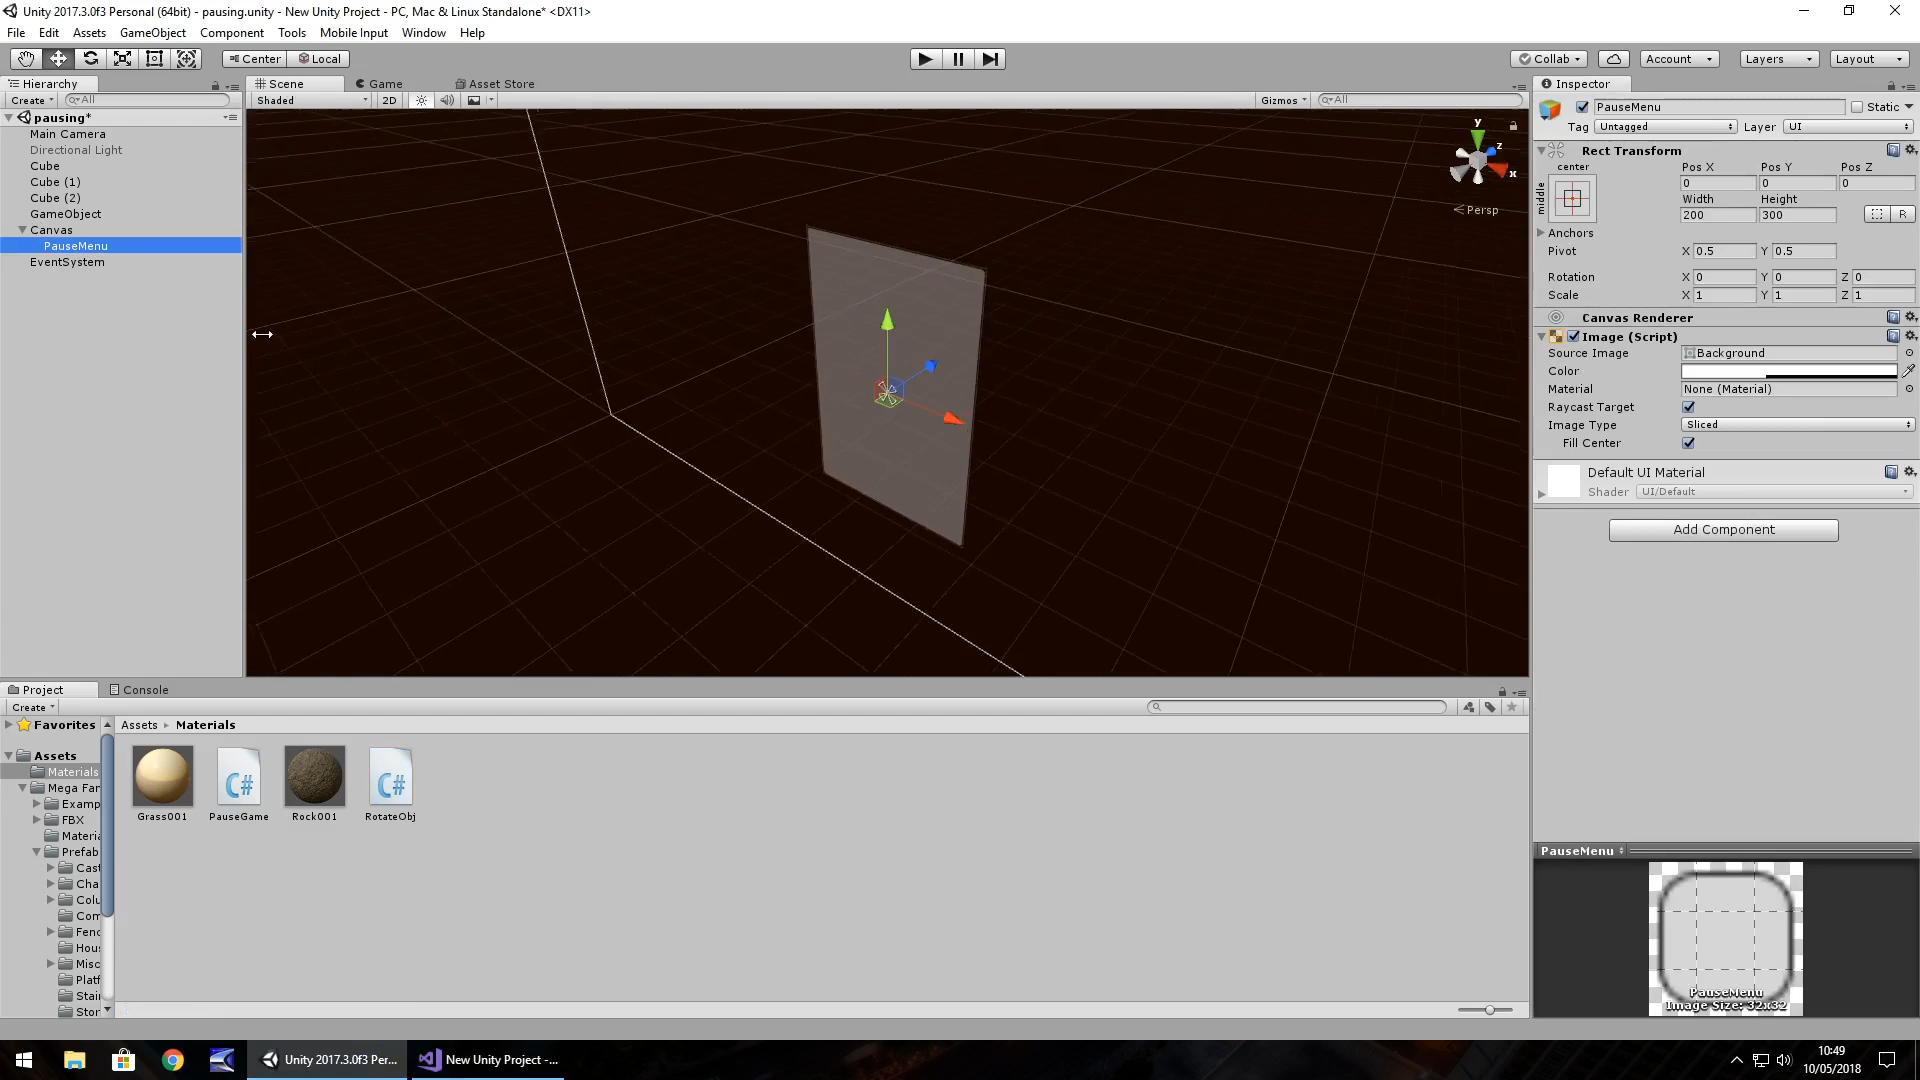 Unity 2017.3.0f3 Personal (64bit) - pausing.unity - New Unity Project - PC, Mac & Linux Standalone* <DX11>
File Edit Assets GameObject Component Tools Mobile Input Window Help
Center Local Collab Account Layers Layout
Hierarchy Scene Game Asset Store Inspector
Create All Shaded 2D Gizmos All PauseMenu Static
pausing*
Tag Untagged Layer UI
Main Camera
Directional Light
Cube
Cube (1)
Cube (2)
GameObject
Canvas
PauseMenu
EventSystem
y
z
x
Persp
Rect Transform
center Pos X Pos Y Pos Z
middle 0 0 0
Width Height
200 300 R
Anchors
Pivot X 0.5 Y 0.5
Rotation X 0 Y 0 Z 0
Scale X 1 Y 1 Z 1
Canvas Renderer
Image (Script)
Source Image Background
Color
Material None (Material)
Raycast Target
Image Type Sliced
Fill Center
Default UI Material
Shader UI/Default
Add Component
Project Console
Create
Favorites Assets Materials
Assets
Materials
Mega Fan
Examp
FBX
Materia
Prefab
Cast
Cha
Colu
Com
Fenc
Hous
Misc
Platf
Stair
Stor
C# C#
Grass001 PauseGame Rock001 RotateObj
PauseMenu
PauseMenu
Image Size: 32x32
Unity 2017.3.0f3 Per... New Unity Project -...
10:49
10/05/2018